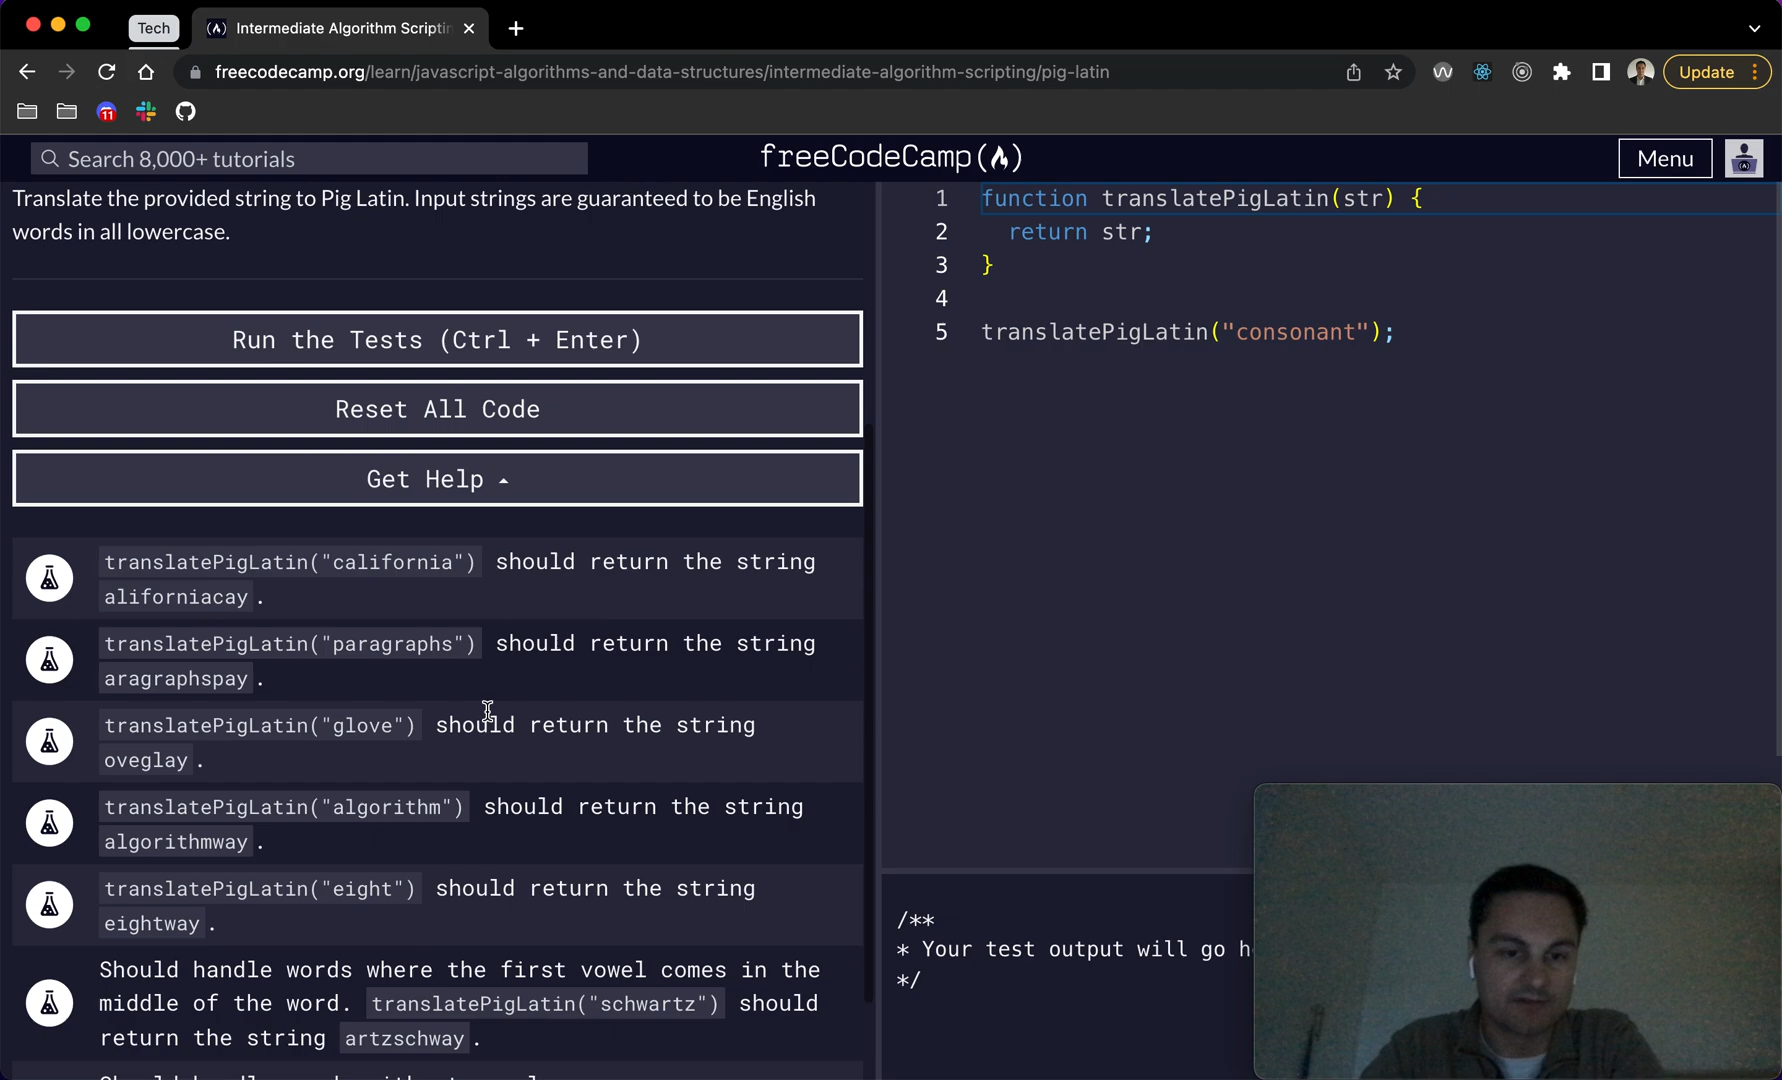 Tech
Intermediate Algorithm Scriptin
freecodecamp.org/learn/javascript-algorithms-and-data-structures/intermediate-algorithm-scripting/pig-latin
Update
11
Search 8,000+ tutorials
freeCodeCamp
Menu
Translate the provided string to Pig Latin. Input strings are guaranteed to be English
words in all lowercase.
Run the Tests (Ctrl + Enter)
Reset All Code
Get Help
translatePigLatin("california") should return the string
aliforniacay.
translatePigLatin("paragraphs") should return the string
aragraphspay.
translatePigLatin("glove") should return the string
oveglay.
translatePigLatin("algorithm") should return the string
algorithmway.
translatePigLatin("eight") should return the string
eightway.
Should handle words where the first vowel comes in the
middle of the word. translatePigLatin("schwartz") should
return the string artzschway.
1 function translatePigLatin(str) {
2 return str;
3 }
4
5 translatePigLatin("consonant");
/**
* Your test output will go h
*/